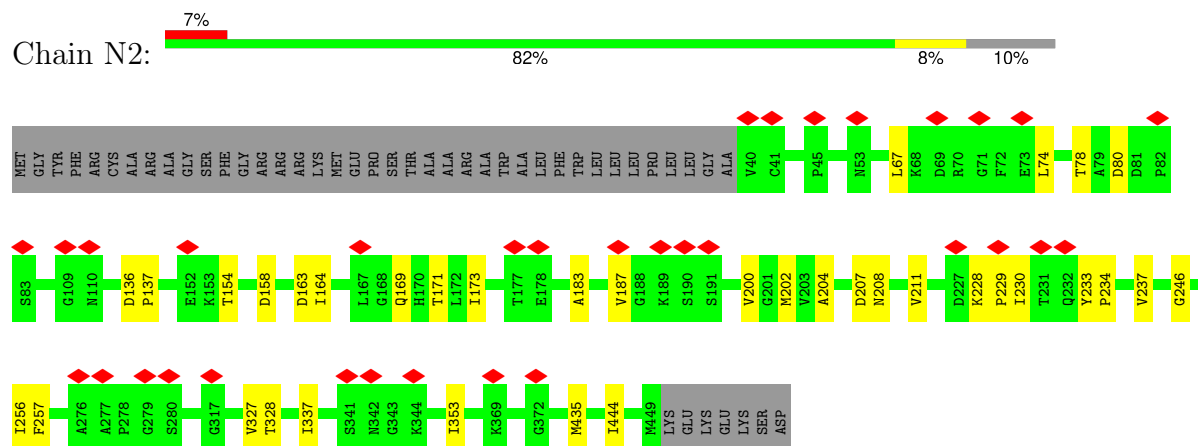 7%
Chain N2:
82% 8% 10%
MET GLY TYR PHE ARG CYS ALA ARG ALA GLY SER PHE GLY ARG ARG ARG LYS MET GLU PRO SER THR ALA ALA ARG ALA TRP ALA LEU PHE TRP LEU LEU LEU PRO LEU LEU GLY ALA V40 C41 P45 N53 L67 K68 D69 R70 G71 F72 E73 L74 T78 A79 D80 D81 P82
S83 G109 N110 D136 P137 E152 K153 T154 D158 D163 I164 L167 G168 Q169 H170 T171 L172 I173 T177 E178 A183 V187 G188 K189 S190 S191 V200 G201 M202 V203 A204 D207 N208 V211 D227 K228 P229 I230 T231 Q232 Y233 P234 V237 G246
I256 F257 A276 A277 P278 G279 S280 G317 V327 T328 I337 S341 N342 G343 K344 I353 K369 G372 M435 I444 M449 LYS GLU LYS GLU LYS SER ASP